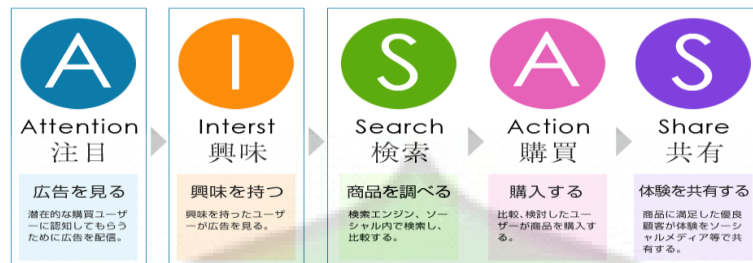 A
Attention
注目
広告を見る
潜在的な購買ユーザ
ーに認知してもらう
ために広告を配信。
I
Interst
興味
興味を持つ
興味を持ったユーザ
ーが広告を見る。
S
Search
検索
商品を調べる
検索エンジン、ソー
シャル内で検索し、
比較する。
A
Action
購買
購入する
比較、検討したユー
ザーが商品を購入す
る。
S
Share
共有
体験を共有する
商品に満足した優良
顧客が体験をソーシ
ャルメディア等で共
有する。